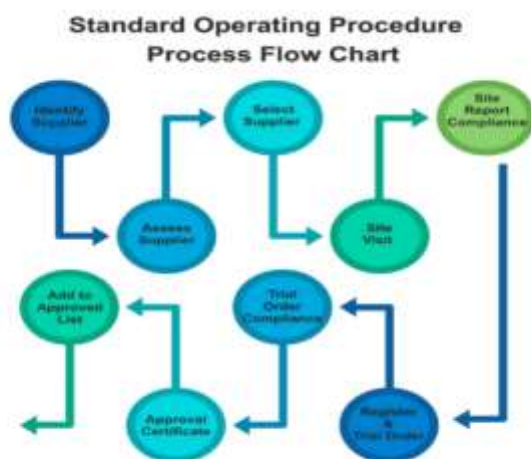 Standard Operating Procedure
Process Flow Chart
Identify
Supplier
Assess
Supplier
Select
Supplier
Site
Visit
Site
Report
Compliance
Register
&
Trial Order
Trial
Order
Compliance
Approval
Certificate
Add to
Approved
List